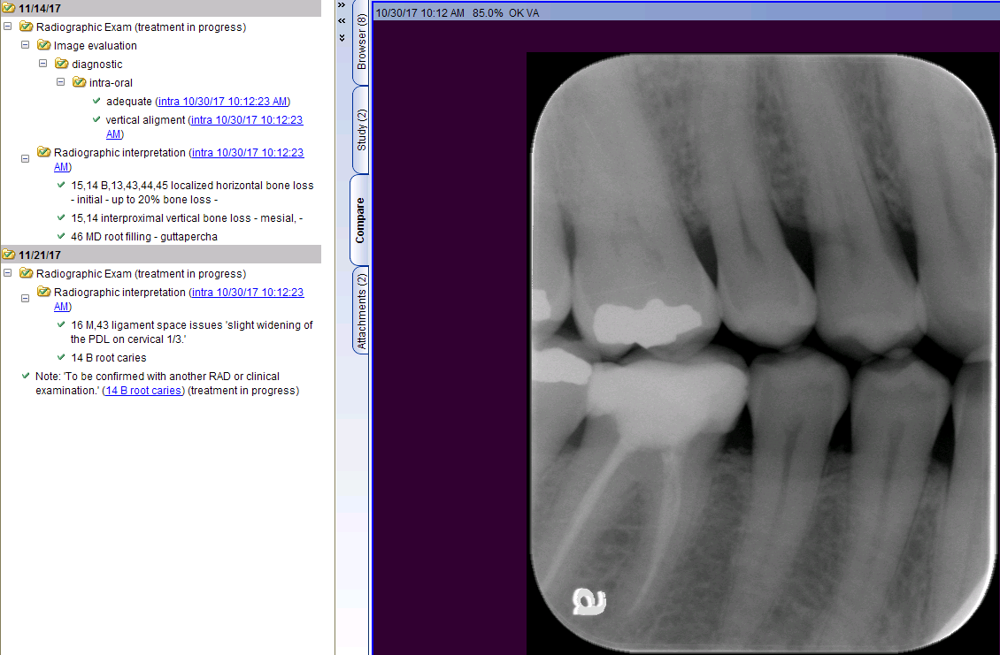 11/14/17
Radiographic Exam (treatment in progress)
Image evaluation
diagnostic
intra-oral
adequate (intra 10/30/17 10:12:23 AM)
vertical aligment (intra 10/30/17 10:12:23
AM)
Radiographic interpretation (intra 10/30/17 10:12:23
AM)
15,14 B,13,43,44,45 localized horizontal bone loss
- initial - up to 20% bone loss -
15,14 interproximal vertical bone loss - mesial, -
46 MD root filling - guttapercha
11/21/17
Radiographic Exam (treatment in progress)
Radiographic interpretation (intra 10/30/17 10:12:23
AM)
16 M,43 ligament space issues 'slight widening of
the PDL on cervical 1/3.'
14 B root caries
Note: 'To be confirmed with another RAD or clinical
examination.' (14 B root caries) (treatment in progress)
Browser (8)
Study (2)
Compare
Attachments (2)
10/30/17 10:12 AM 85.0% OK VA